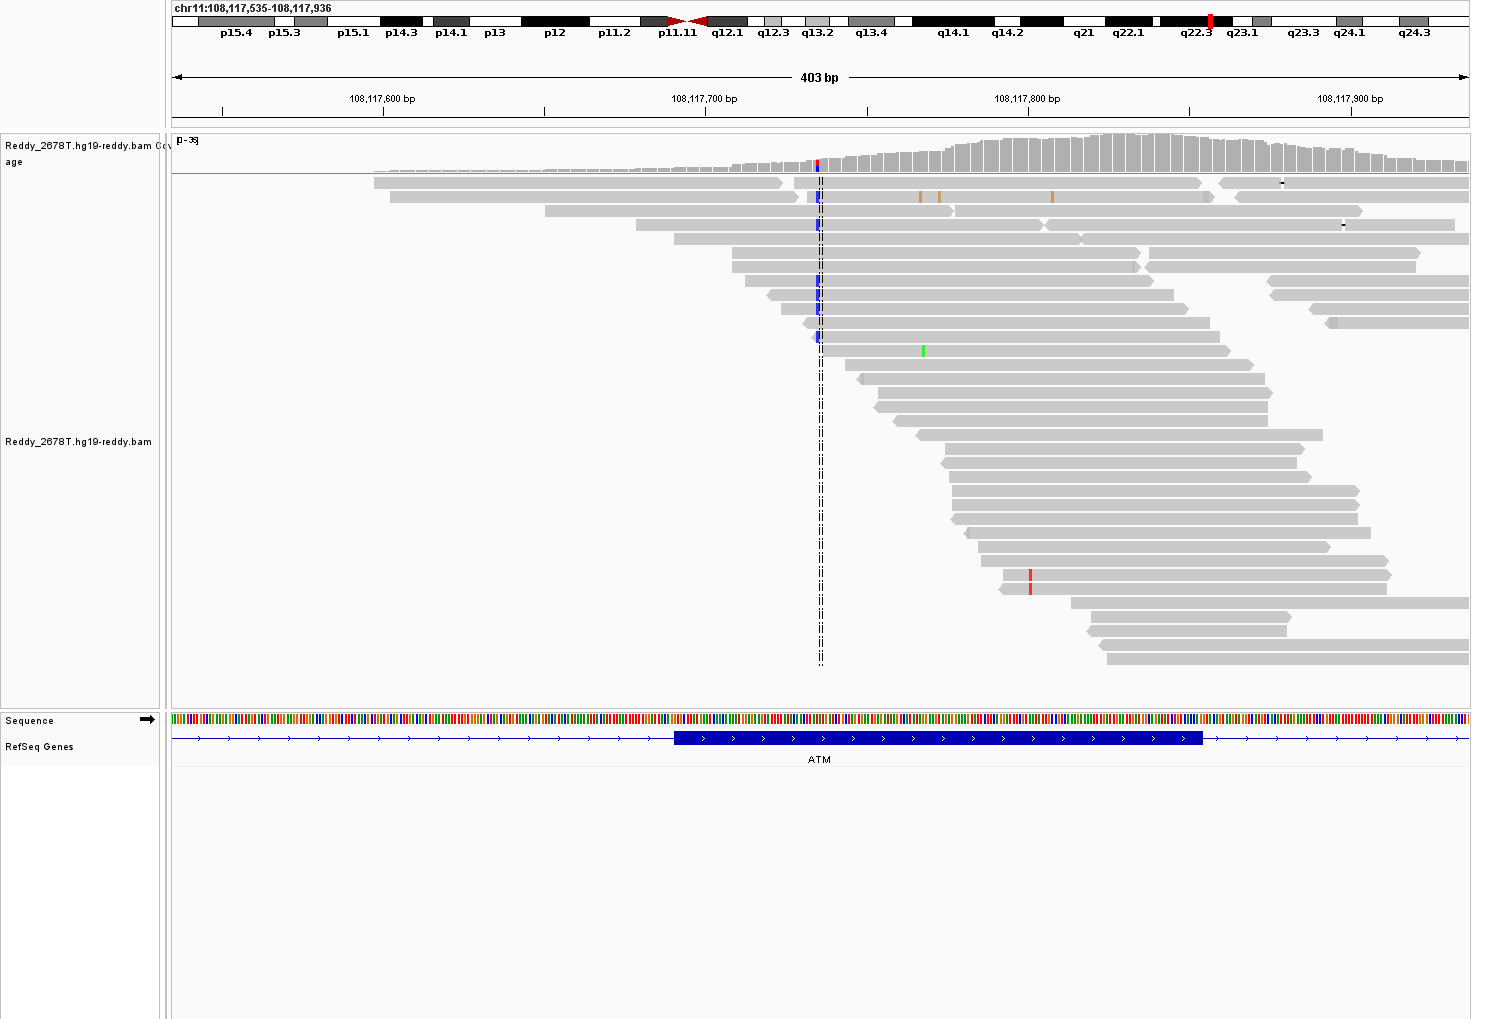 chr11:108,117,535-108,117,936
p15.4 p15.3 p15.1 p14.3 p14.1 p13 p12 p11.2 p11.11 q12.1 q12.3 q13.2 q13.4 q14.1 q14.2 q21 q22.1 q22.3 q23.1 q23.3 q24.1 q24.3
403 bp
108,117,600 bp 108,117,700 bp 108,117,800 bp 108,117,900 bp
Reddy_2678T.hg19-reddy.bam Cov
age
[0-36]
Reddy_2678T.hg19-reddy.bam
Sequence
RefSeq Genes
ATM